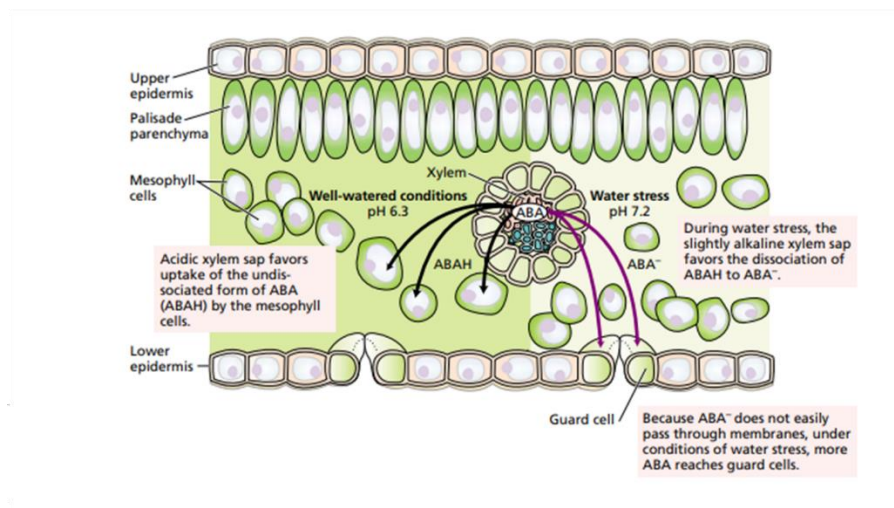 Upper
epidermis
Palisade
parenchyma
Mesophyll
cells
Well-watered conditions
pH 6.3
Xylem
ABA
Water stress
pH 7.2
ABAH
ABA⁻
Acidic xylem sap favors
uptake of the undis-
sociated form of ABA
(ABAH) by the mesophyll
cells.
During water stress, the
slightly alkaline xylem sap
favors the dissociation of
ABAH to ABA⁻.
Lower
epidermis
Guard cell
Because ABA⁻ does not easily
pass through membranes, under
conditions of water stress, more
ABA reaches guard cells.